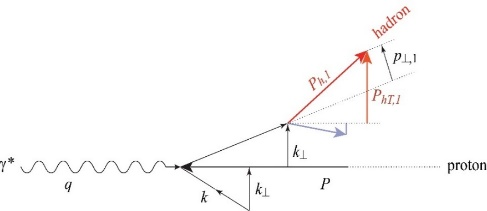 hadron
P⊥,1
Ph,1
PhT,1
k⊥
γ*
proton
q
k
k⊥
P